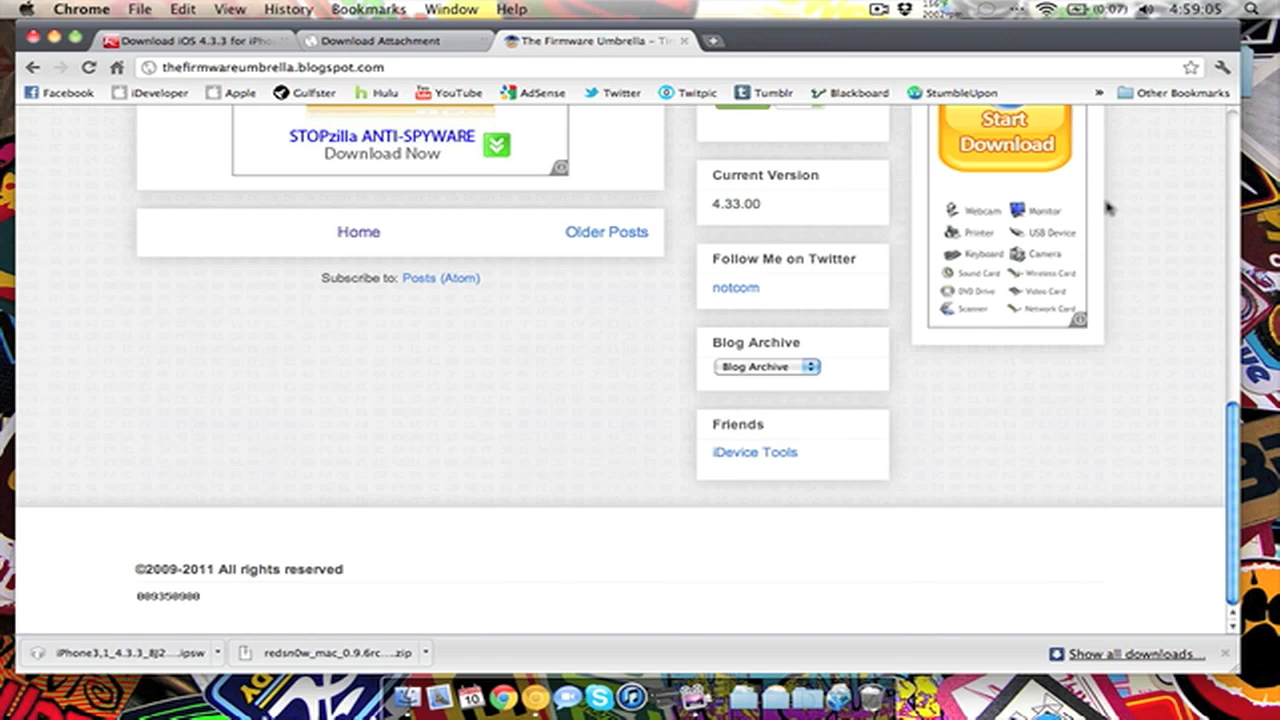 Chrome File Edit View History Bookmarks Window Help
(0:07) 4:59:05
Download iOS 4.3.3 for iPho
Download Attachment
The Firmware Umbrella – Ti
thefirmwareumbrella.blogspot.com
Facebook iDeveloper Apple Gulfster Hulu YouTube AdSense Twitter Twitpic Tumblr Blackboard StumbleUpon » Other Bookmarks
STOPzilla ANTI-SPYWARE
Download Now
Home
Older Posts
Subscribe to: Posts (Atom)
Current Version
4.33.00
Follow Me on Twitter
notcom
Blog Archive
Blog Archive
Friends
iDevice Tools
Start
Download
Webcam Monitor
Printer USB Device
Keyboard Camera
Sound Card Wireless Card
DVD Drive Video Card
Scanner Network Card
©2009-2011 All rights reserved
iPhone3,1_4.3.3_8J2....ipsw
redsn0w_mac_0.9.6rc....zip
Show all downloads...